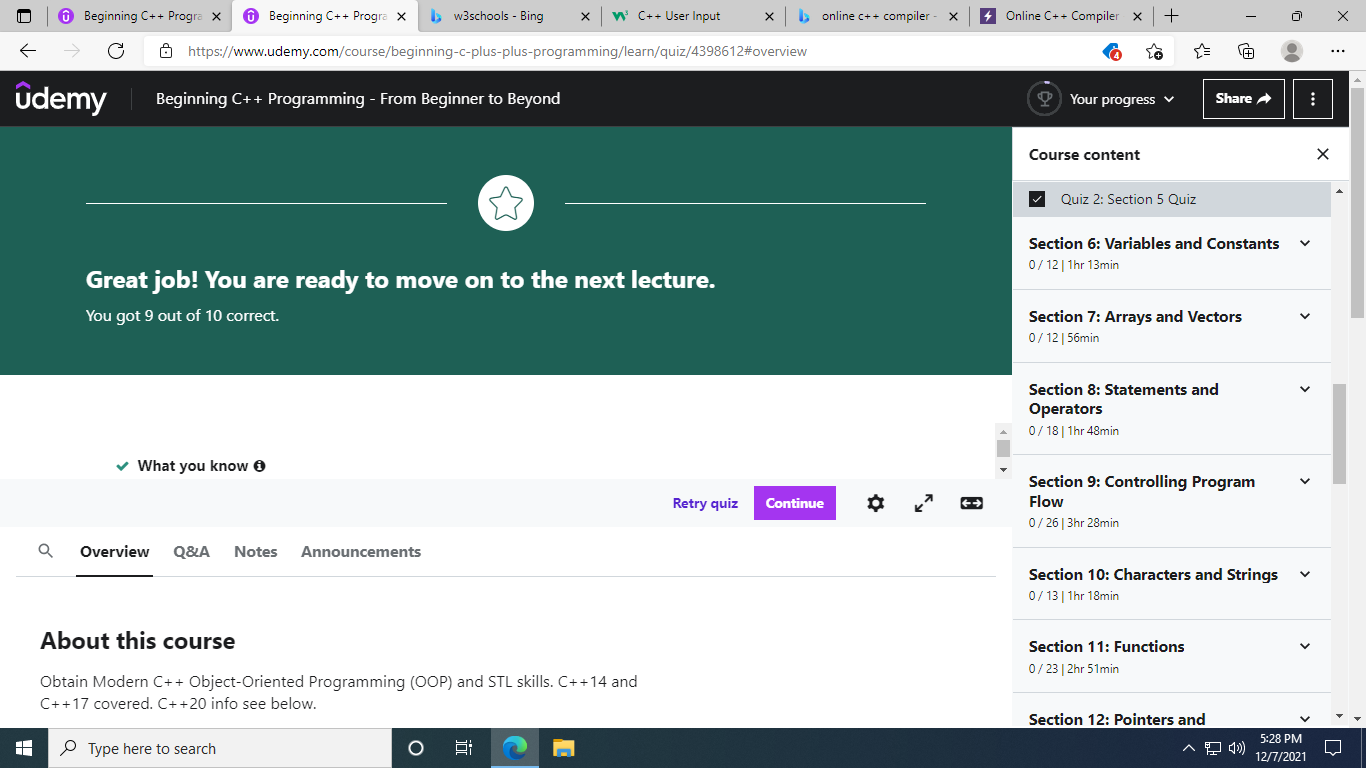 Beginning C++ Progra
Beginning C++ Progra
w3schools - Bing
C++ User Input
online c++ compiler -
Online C++ Compiler
https://www.udemy.com/course/beginning-c-plus-plus-programming/learn/quiz/4398612#overview
4
udemy
Beginning C++ Programming - From Beginner to Beyond
Your progress
Share
Great job! You are ready to move on to the next lecture.
You got 9 out of 10 correct.
What you know
Retry quiz
Continue
Overview
Q&A
Notes
Announcements
About this course
Obtain Modern C++ Object-Oriented Programming (OOP) and STL skills. C++14 and
C++17 covered. C++20 info see below.
Course content
Quiz 2: Section 5 Quiz
Section 6: Variables and Constants
0 / 12 | 1hr 13min
Section 7: Arrays and Vectors
0 / 12 | 56min
Section 8: Statements and
Operators
0 / 18 | 1hr 48min
Section 9: Controlling Program
Flow
0 / 26 | 3hr 28min
Section 10: Characters and Strings
0 / 13 | 1hr 18min
Section 11: Functions
0 / 23 | 2hr 51min
Section 12: Pointers and
Type here to search
5:28 PM
12/7/2021